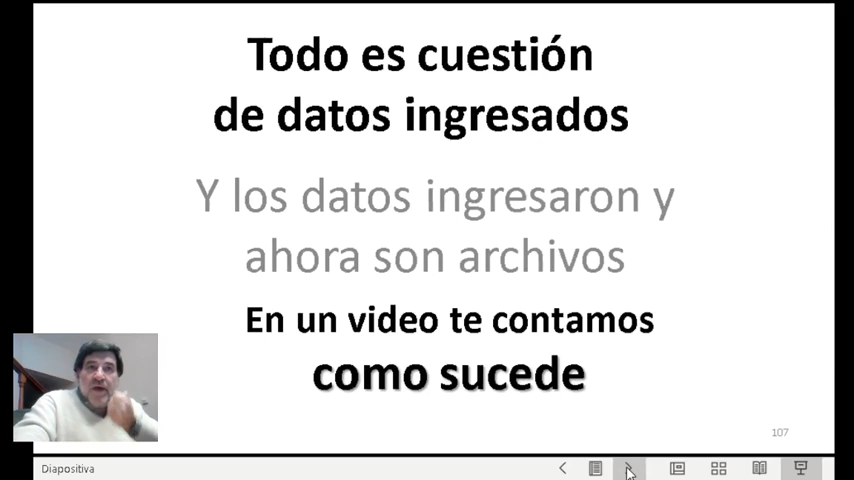 Todo es cuestión
de datos ingresados
Y los datos ingresaron y
ahora son archivos
En un video te contamos
como sucede
107
Diapositiva